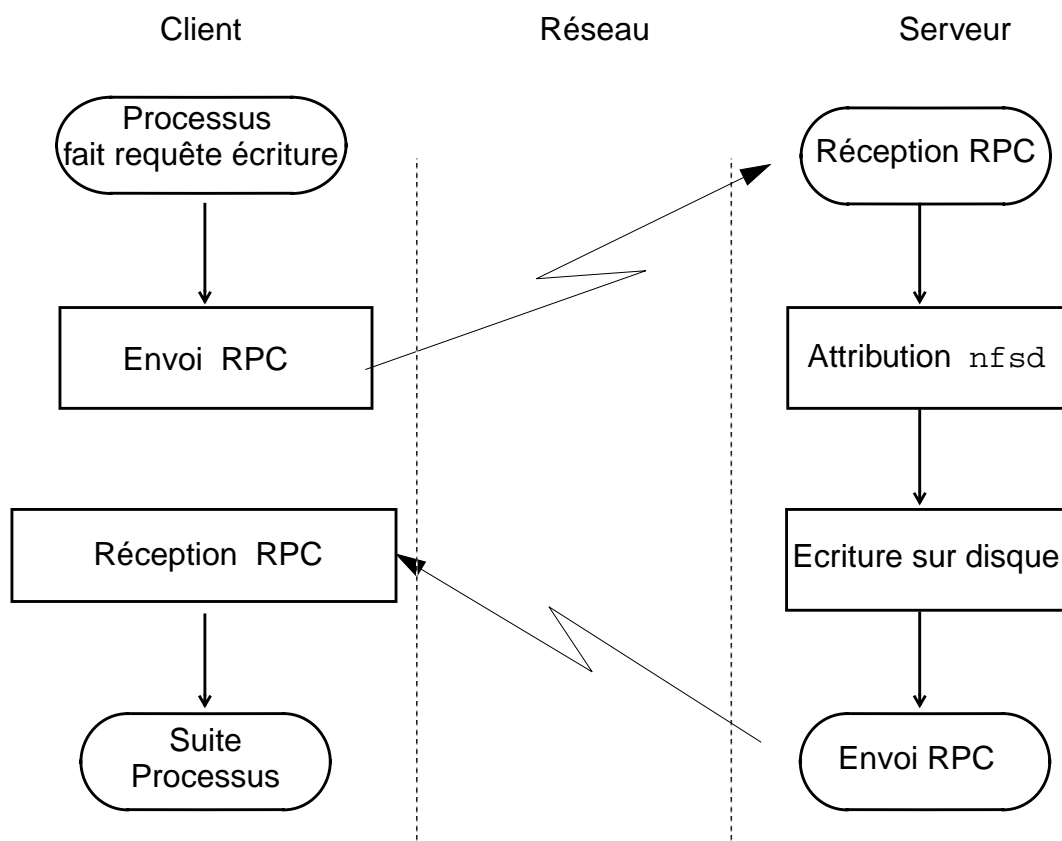 Client
Réseau
Serveur
Processus
fait requête écriture
Envoi RPC
Réception RPC
Suite
Processus
Réception RPC
Attribution nfsd
Ecriture sur disque
Envoi RPC